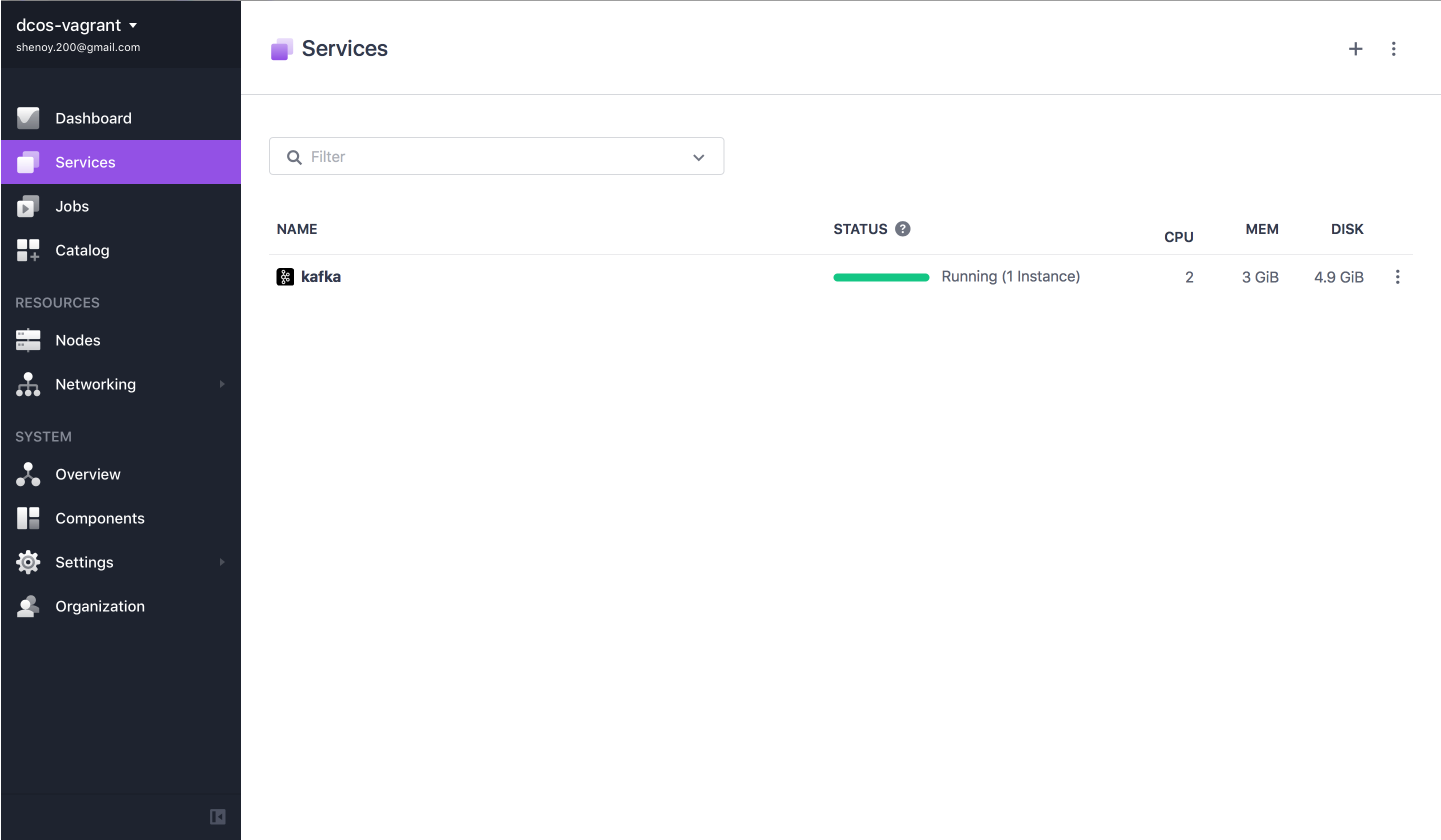 dcos-vagrant
shenoy.200@gmail.com
Dashboard
Services
Jobs
Catalog
RESOURCES
Nodes
Networking
SYSTEM
Overview
Components
Settings
Organization
Services
Filter
NAME STATUS ? CPU MEM DISK
kafka Running (1 Instance) 2 3 GiB 4.9 GiB